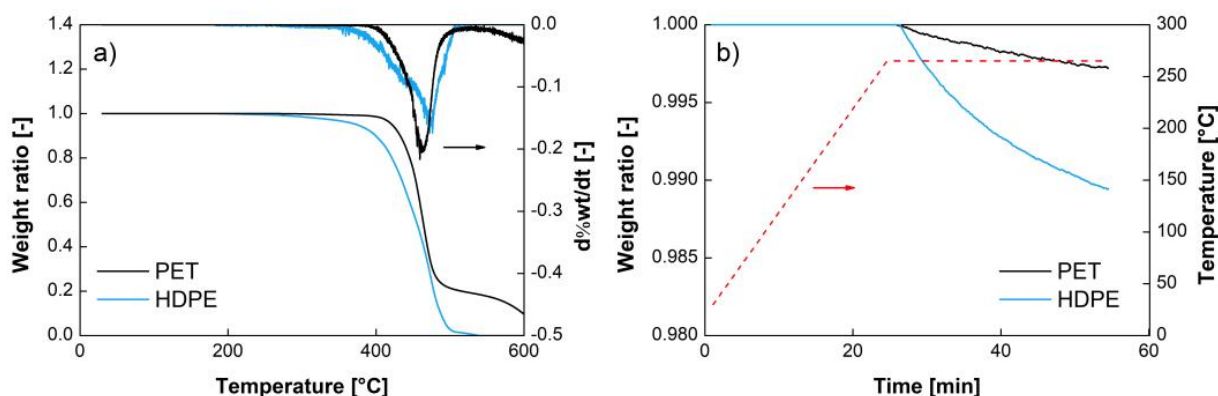 a)
1.4
1.2
1.0
0.8
0.6
0.4
0.2
0.0
Weight ratio [-]
PET
HDPE
0
200
400
600
Temperature [°C]
0.0
-0.1
-0.2
-0.3
-0.4
-0.5
d%wt/dt [-]
b)
1.000
0.995
0.990
0.985
0.980
Weight ratio [-]
PET
HDPE
0
20
40
60
Time [min]
300
250
200
150
100
50
0
Temperature [°C]